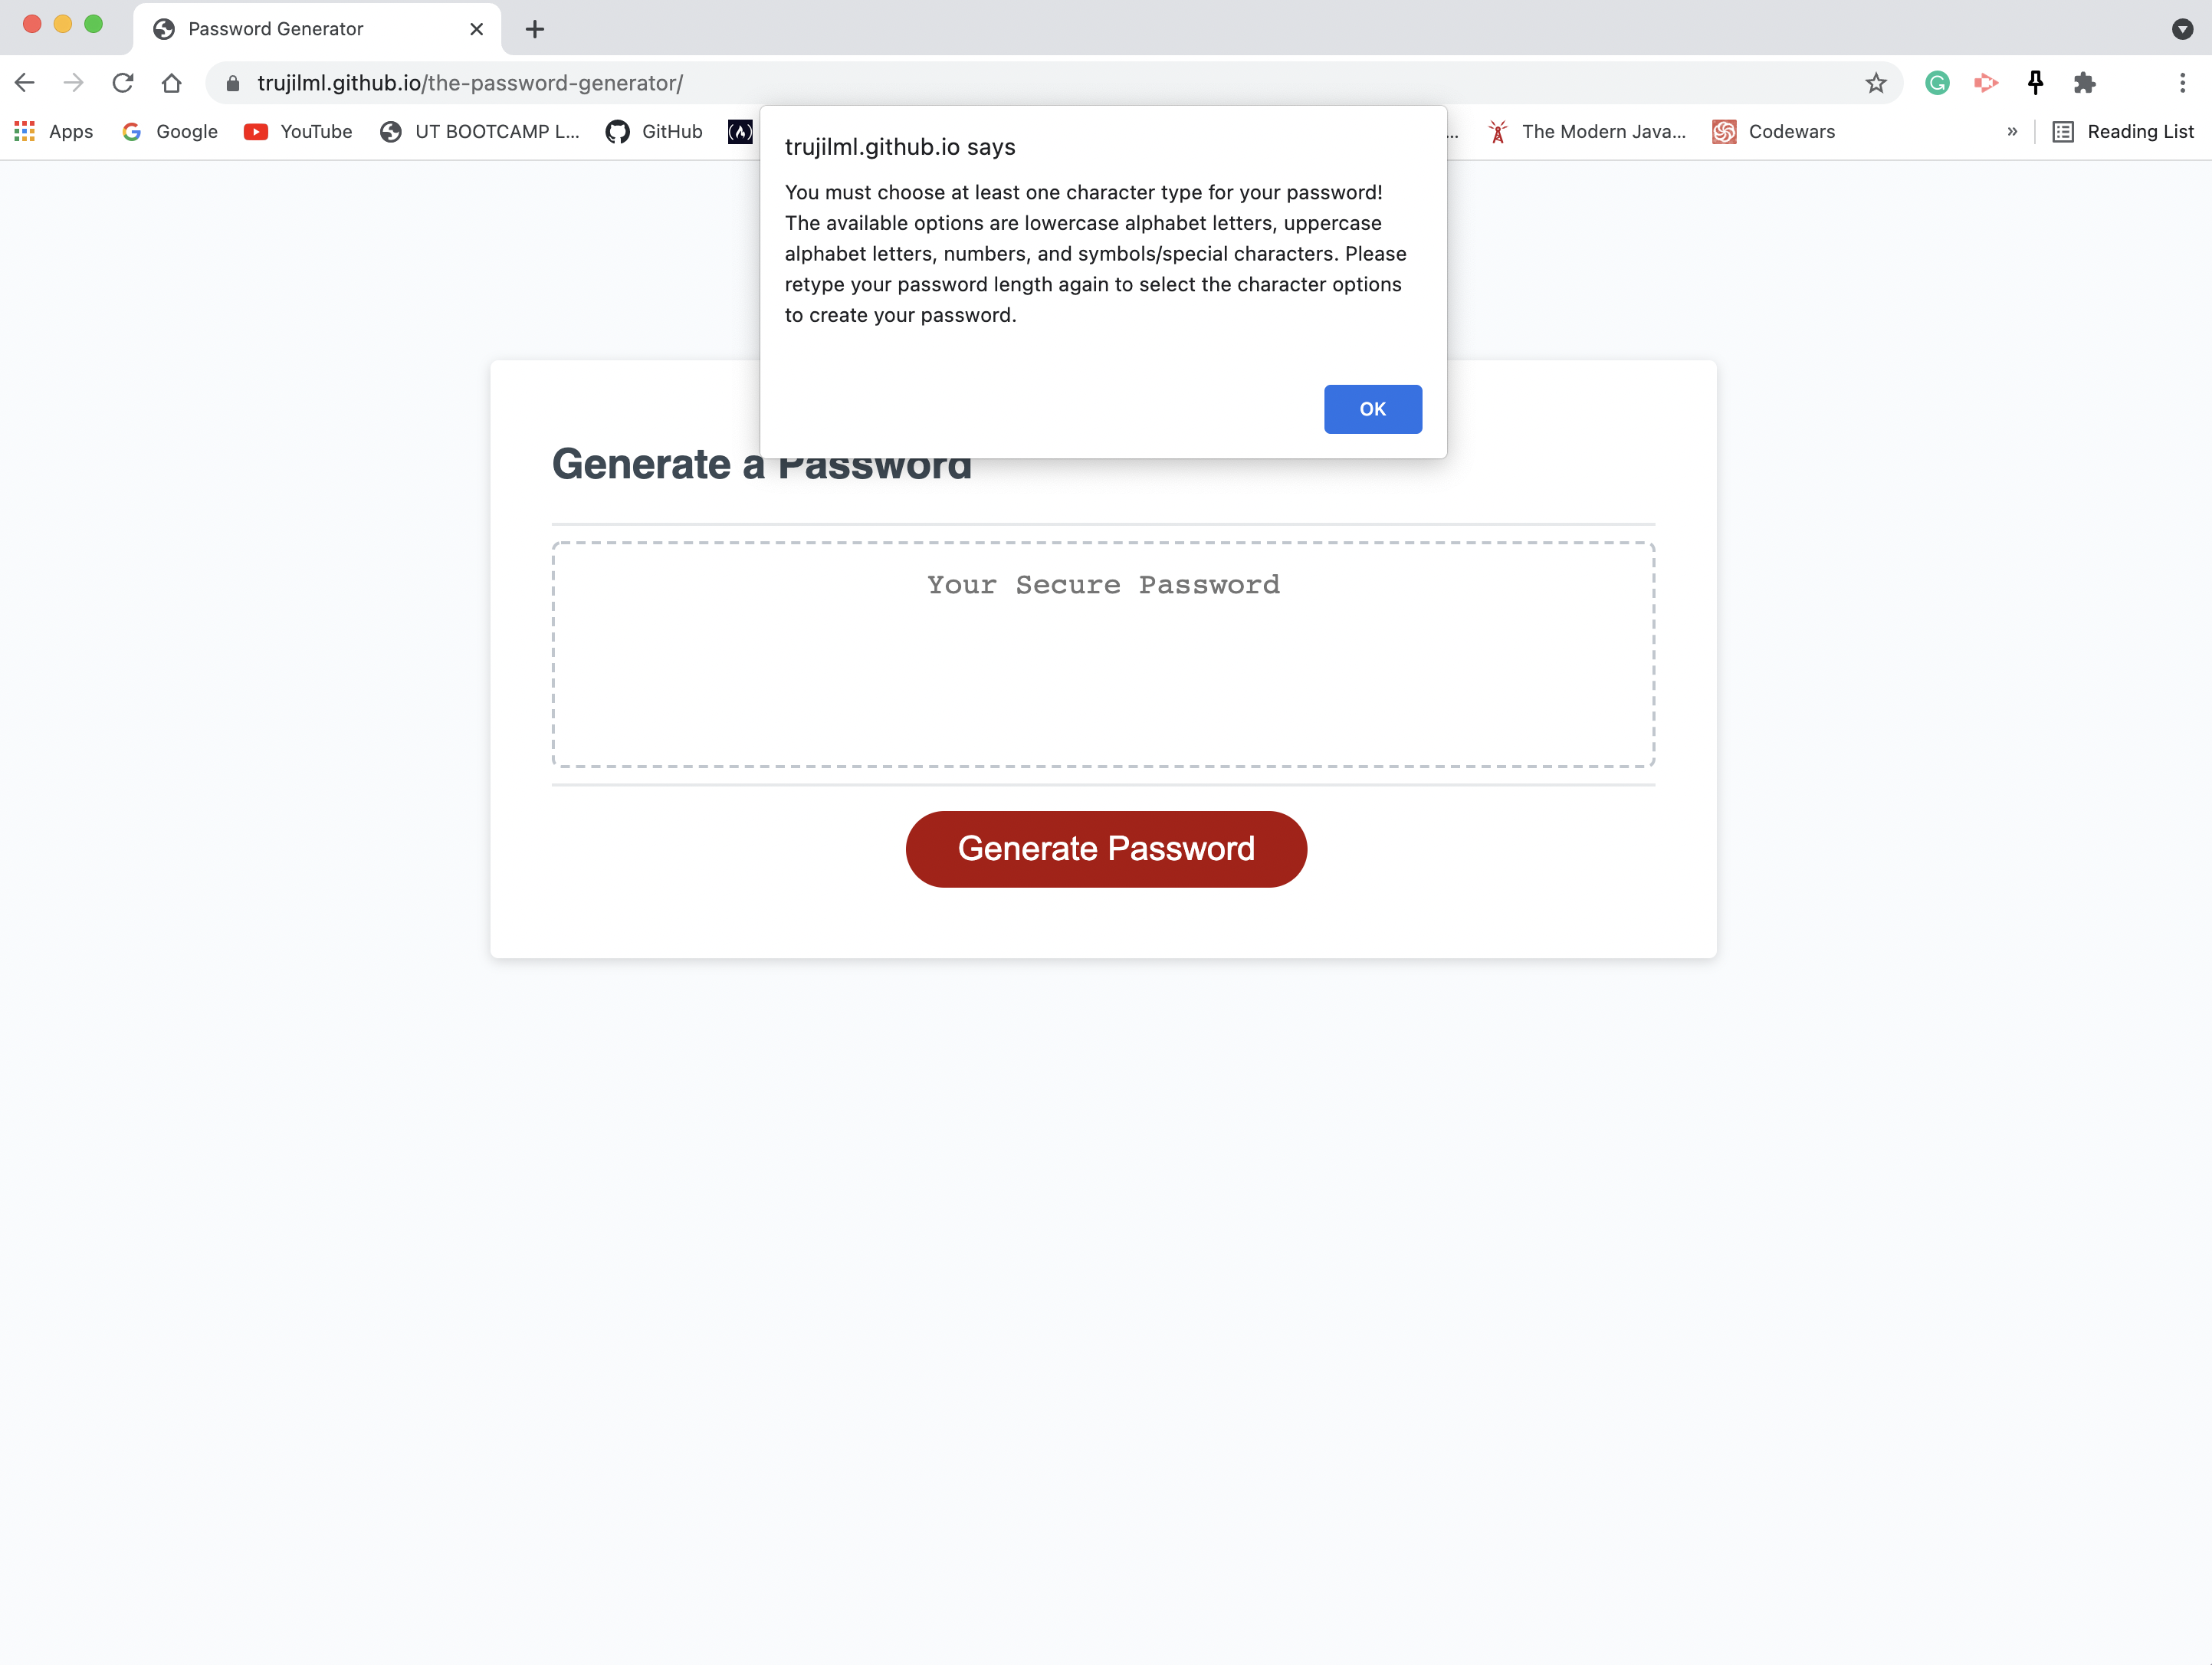 Password Generator
trujilml.github.io/the-password-generator/
Apps Google YouTube UT BOOTCAMP L... GitHub ... The Modern Java... Codewars » Reading List
trujilml.github.io says
You must choose at least one character type for your password!
The available options are lowercase alphabet letters, uppercase
alphabet letters, numbers, and symbols/special characters. Please
retype your password length again to select the character options
to create your password.
OK
Generate a Password
Your Secure Password
Generate Password